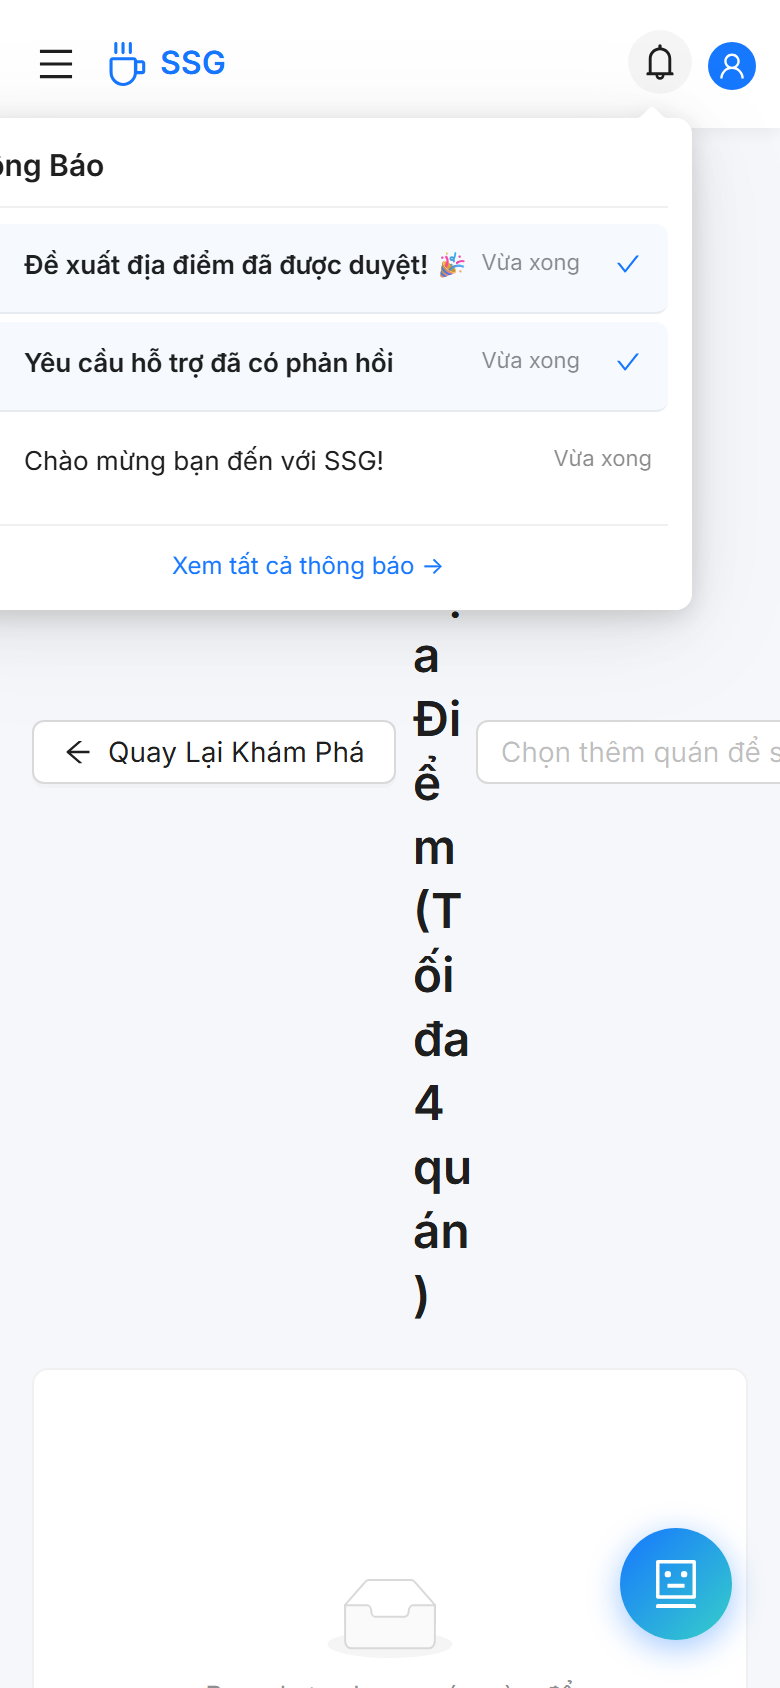 SSG
ông Báo
Đề xuất địa điểm đã được duyệt! 🎉 Vừa xong
Yêu cầu hỗ trợ đã có phản hồi Vừa xong
Chào mừng bạn đến với SSG! Vừa xong
Xem tất cả thông báo →
Quay Lại Khám Phá
a
Đi
ể
m
(T
ối
đa
4
qu
án
)
Chọn thêm quán để s